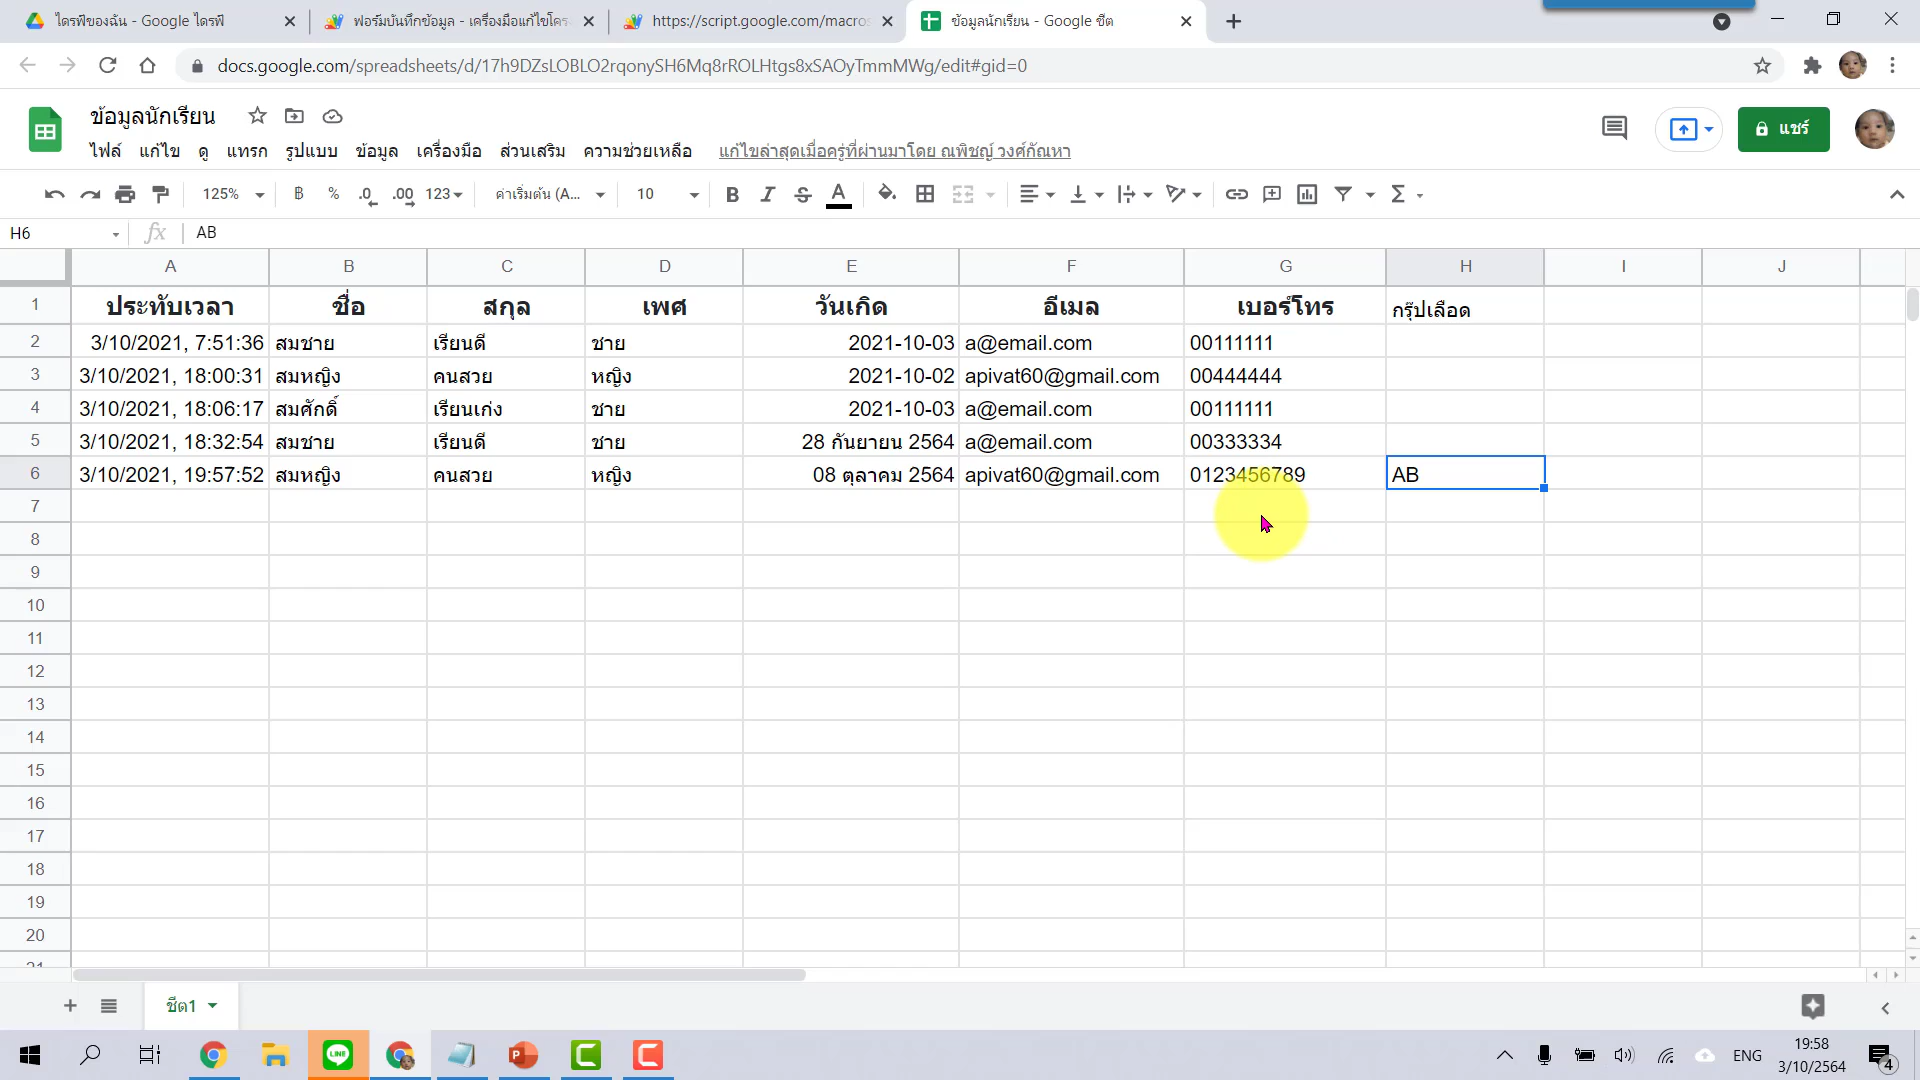 ไดรฟ์ของฉัน - Google ไดรฟ์
ฟอร์มบันทึกข้อมูล - เครื่องมือแก้ไขโคร
https://script.google.com/macros
ข้อมูลนักเรียน - Google ชีต
docs.google.com/spreadsheets/d/17h9DZsLOBLO2rqonySH6Mq8rROLHtgs8xSAOyTmmMWg/edit#gid=0
ข้อมูลนักเรียน
แชร์
ไฟล์ แก้ไข ดู แทรก รูปแบบ ข้อมูล เครื่องมือ ส่วนเสริม ความช่วยเหลือ แก้ไขล่าสุดเมื่อครู่ที่ผ่านมาโดย ณพิชญ์ วงศ์กัณหา
125% ฿ % .0 .00 123 ค่าเริ่มต้น (A... 10 B I S A Σ
H6 fx AB
A B C D E F G H I J
1 ประทับเวลา ชื่อ สกุล เพศ วันเกิด อีเมล เบอร์โทร กรุ๊ปเลือด
2 3/10/2021, 7:51:36 สมชาย เรียนดี ชาย 2021-10-03 a@email.com 00111111
3 3/10/2021, 18:00:31 สมหญิง คนสวย หญิง 2021-10-02 apivat60@gmail.com 00444444
4 3/10/2021, 18:06:17 สมศักดิ์ เรียนเก่ง ชาย 2021-10-03 a@email.com 00111111
5 3/10/2021, 18:32:54 สมชาย เรียนดี ชาย 28 กันยายน 2564 a@email.com 00333334
6 3/10/2021, 19:57:52 สมหญิง คนสวย หญิง 08 ตุลาคม 2564 apivat60@gmail.com 0123456789 AB
7
8
9
10
11
12
13
14
15
16
17
18
19
20
21
ชีต1
LINE
ENG
19:58
3/10/2564
4